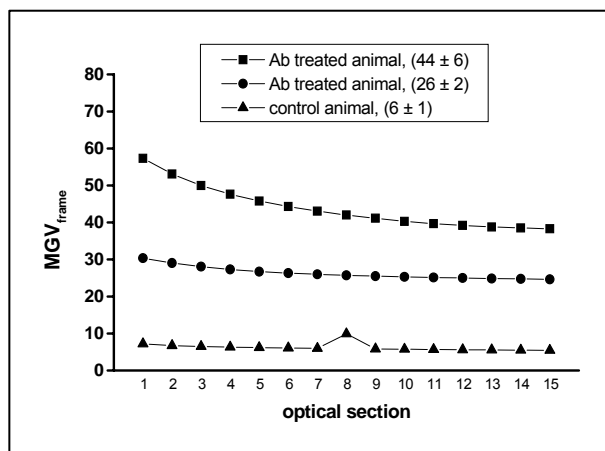 Ab treated animal, (44 ± 6)
Ab treated animal, (26 ± 2)
control animal, (6 ± 1)
80
70
60
50
40
30
20
10
0
MGVframe
1 2 3 4 5 6 7 8 9 10 11 12 13 14 15
optical section